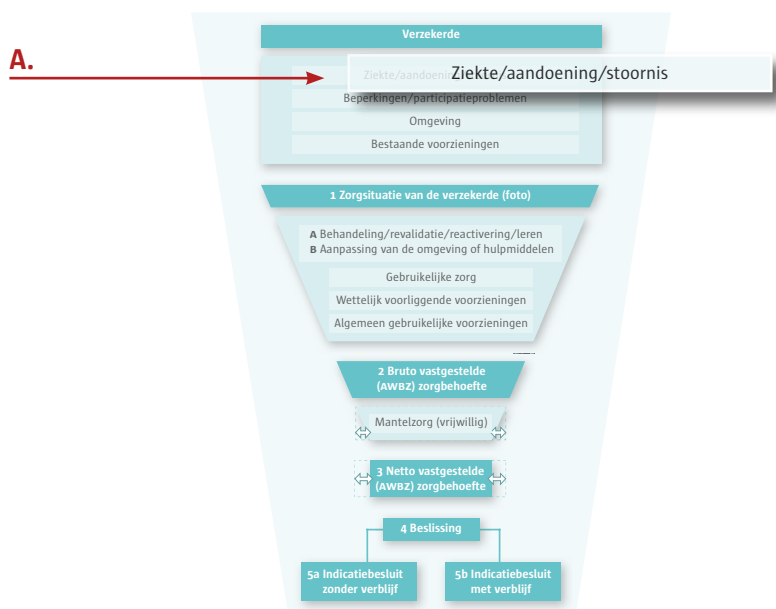 Verzekerde
A.
Ziekte/aandoening
Ziekte/aandoening/stoornis
Beperkingen/participatieproblemen
Omgeving
Bestaande voorzieningen
1 Zorgsituatie van de verzekerde (foto)
A Behandeling/revalidatie/reactivering/leren
B Aanpassing van de omgeving of hulpmiddelen
Gebruikelijke zorg
Wettelijk voorliggende voorzieningen
Algemeen gebruikelijke voorzieningen
2 Bruto vastgestelde
(AWBZ) zorgbehoefte
Mantelzorg (vrijwillig)
3 Netto vastgestelde
(AWBZ) zorgbehoefte
4 Beslissing
5a Indicatiebesluit
zonder verblijf
5b Indicatiebesluit
met verblijf